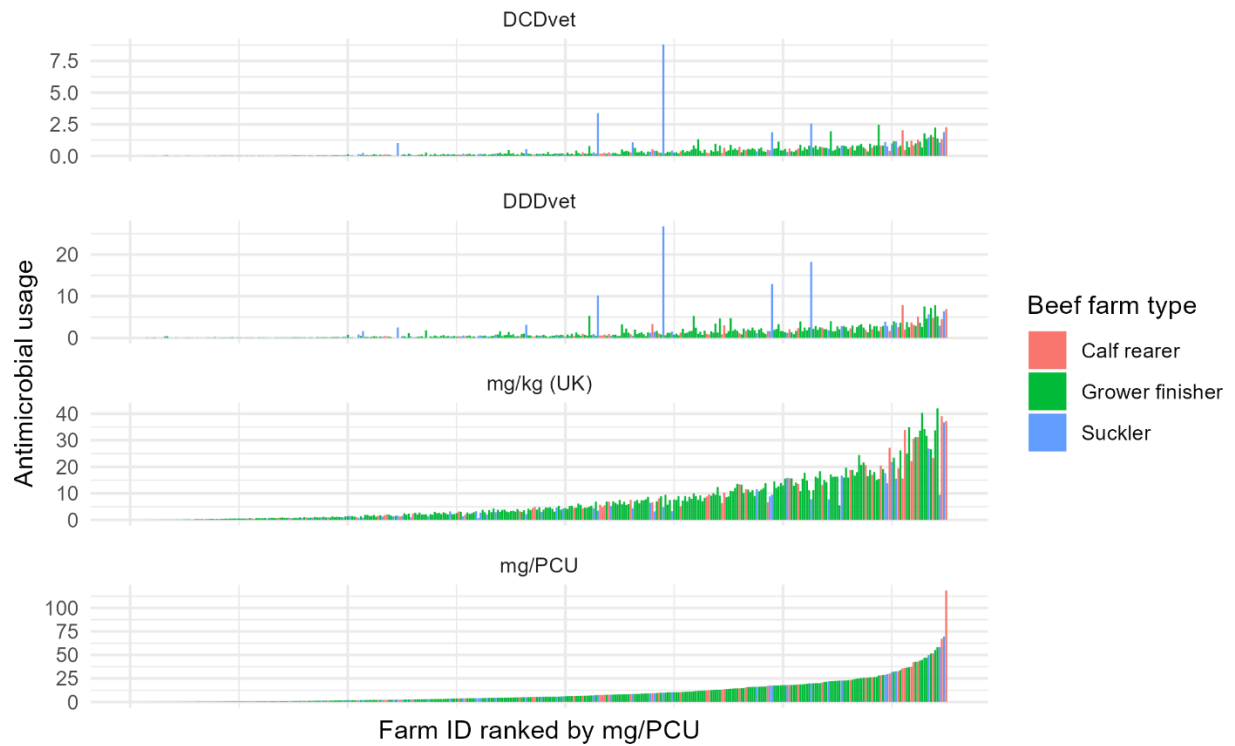 DCDvet
7.5
5.0
2.5
0.0
DDDvet
20
10
0
mg/kg (UK)
40
30
20
10
0
mg/PCU
100
75
50
25
0
Antimicrobial usage
Farm ID ranked by mg/PCU
Beef farm type
Calf rearer
Grower finisher
Suckler